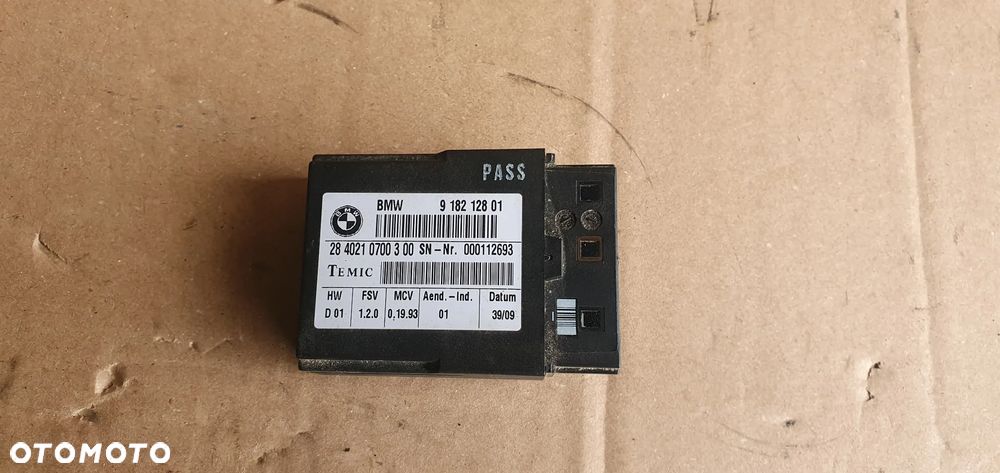 PASS
BMW
BMW 9 182 128 01
28 4021 0700 3 00 SN-Nr. 000112693
TEMIC
HW FSV MCV Aend.-Ind. Datum
D 01 1.2.0 0,19.93 01 39/09
OTOMOTO